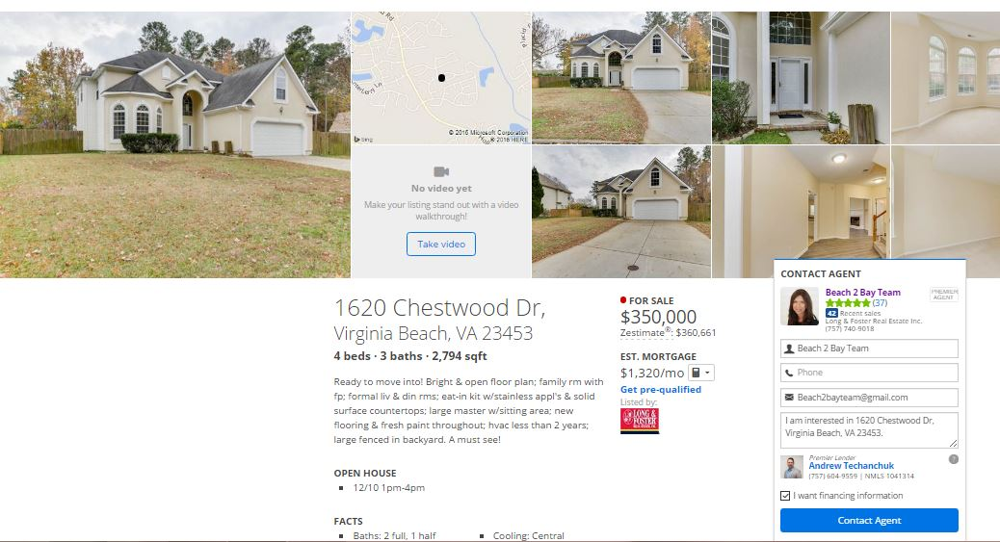 © 2016 Microsoft Corporation
bing
© 2016 HERE
No video yet
Make your listing stand out with a video
walkthrough!
Take video
CONTACT AGENT
Beach 2 Bay Team
(37)
42 Recent sales
Long & Foster Real Estate Inc.
(757) 740-9018
PREMIER
AGENT
Beach 2 Bay Team
Phone
Beach2bayteam@gmail.com
I am interested in 1620 Chestwood Dr,
Virginia Beach, VA 23453.
Premier Lender
Andrew Techanchuk
(757) 604-9559 | NMLS 1041314
?
I want financing information
Contact Agent
1620 Chestwood Dr,
Virginia Beach, VA 23453
4 beds · 3 baths · 2,794 sqft
Ready to move into! Bright & open floor plan; family rm with
fp; formal liv & din rms; eat-in kit w/stainless appl's & solid
surface countertops; large master w/sitting area; new
flooring & fresh paint throughout; hvac less than 2 years;
large fenced in backyard. A must see!
FOR SALE
$350,000
Zestimate®: $360,661
EST. MORTGAGE
$1,320/mo
Get pre-qualified
Listed by:
LONG &
FOSTER
OPEN HOUSE
12/10 1pm-4pm
FACTS
Baths: 2 full, 1 half
Cooling: Central